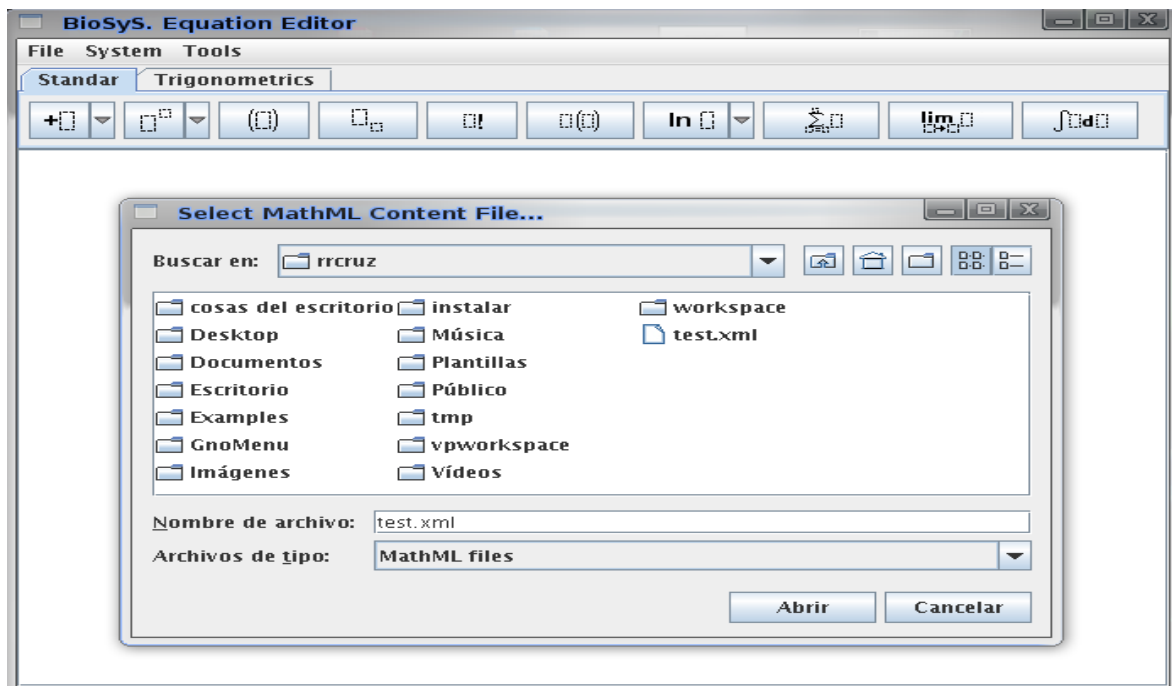 BioSyS. Equation Editor
File System Tools
Standar Trigonometrics
+ () ! () ln ∑ lim ∫ d
Select MathML Content File...
Buscar en: rrcruz
cosas del escritorio instalar workspace
Desktop Música test.xml
Documentos Plantillas
Escritorio Público
Examples tmp
GnoMenu vpworkspace
Imágenes Vídeos
Nombre de archivo: test.xml
Archivos de tipo: MathML files
Abrir Cancelar